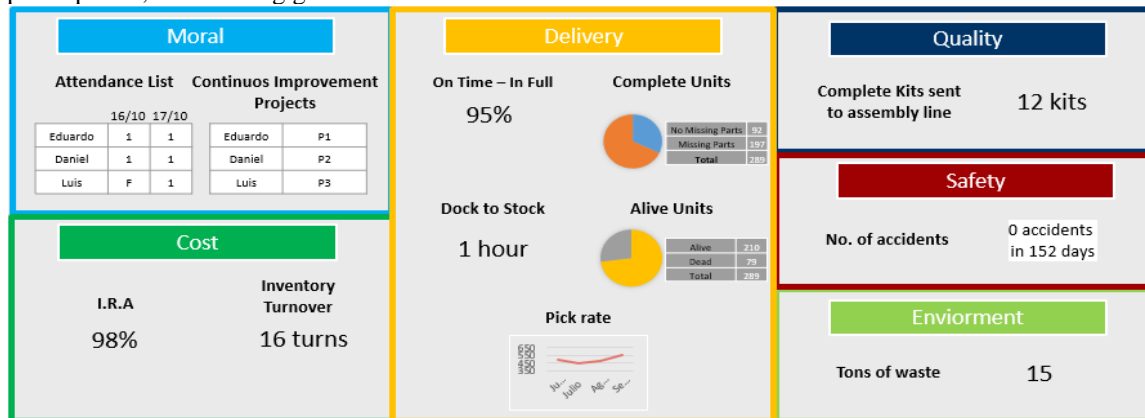 Moral
Attendance List
16/10 17/10
Eduardo 1 1
Daniel 1 1
Luis F 1
Continuos Improvement
Projects
Eduardo P1
Daniel P2
Luis P3
Cost
I.R.A
98%
Inventory
Turnover
16 turns
Delivery
On Time – In Full
95%
Complete Units
No Missing Parts 92
Missing Parts 197
Total 289
Dock to Stock
1 hour
Alive Units
Alive 210
Dead 79
Total 289
Pick rate
650
550
450
350
Ju...
Julio
Ag...
Se...
Quality
Complete Kits sent
to assembly line
12 kits
Safety
No. of accidents
0 accidents
in 152 days
Enviorment
Tons of waste
15